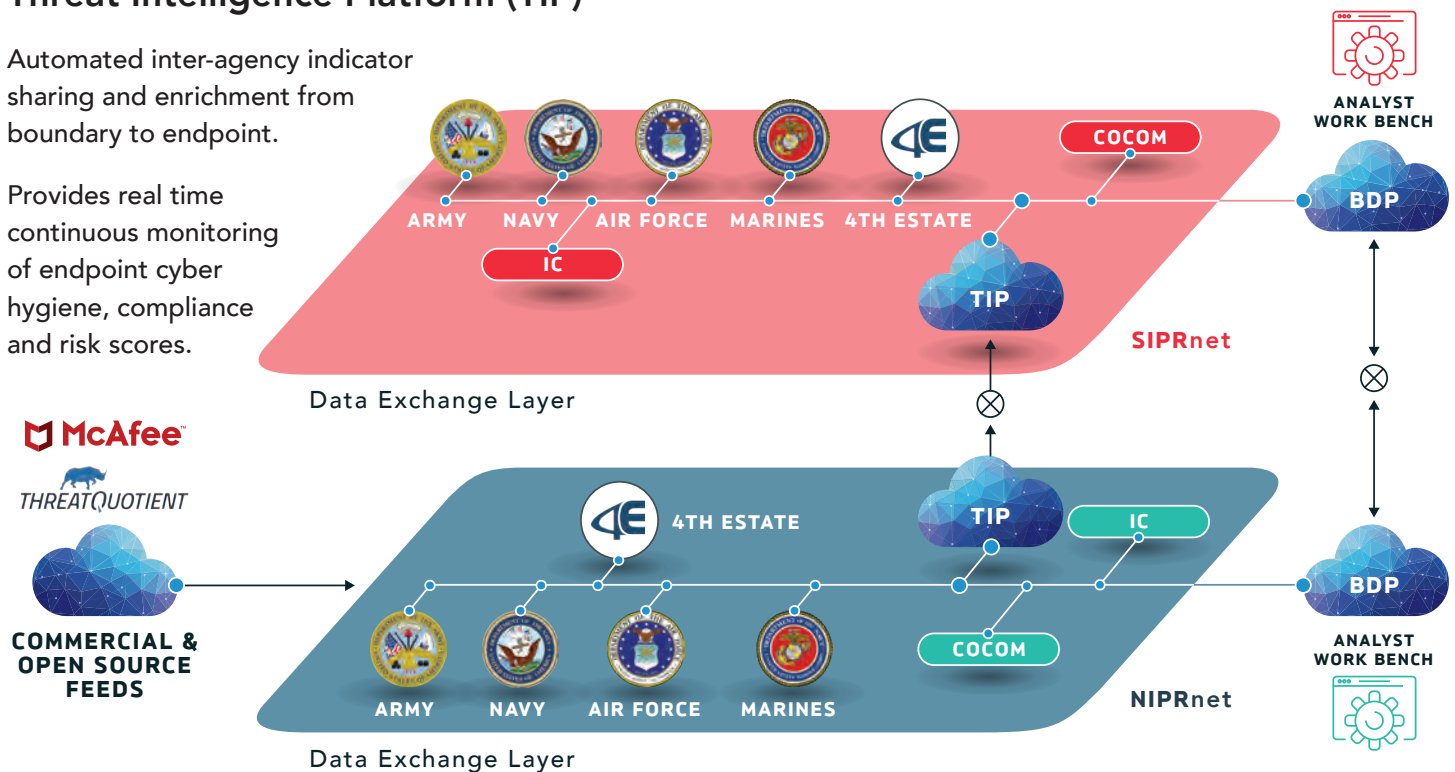 Threat Intelligence Platform (TIP)
Automated inter-agency indicator
sharing and enrichment from
boundary to endpoint.
Provides real time
continuous monitoring
of endpoint cyber
hygiene, compliance
and risk scores.
ANALYST
WORK BENCH
4E
COCOM
BDP
ARMY
NAVY
AIR FORCE
MARINES
4TH ESTATE
IC
TIP
SIPRnet
Data Exchange Layer
McAfee™
THREATQUOTIENT
COMMERCIAL &
OPEN SOURCE
FEEDS
4E
4TH ESTATE
TIP
IC
BDP
COCOM
ARMY
NAVY
AIR FORCE
MARINES
NIPRnet
ANALYST
WORK BENCH
Data Exchange Layer